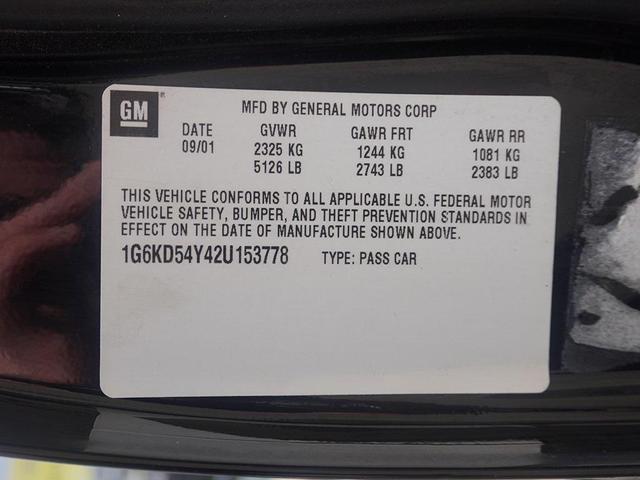 GM
MFD BY GENERAL MOTORS CORP
DATE GVWR GAWR FRT GAWR RR
09/01 2325 KG 1244 KG 1081 KG
5126 LB 2743 LB 2383 LB
THIS VEHICLE CONFORMS TO ALL APPLICABLE U.S. FEDERAL MOTOR
VEHICLE SAFETY, BUMPER, AND THEFT PREVENTION STANDARDS IN
EFFECT ON THE DATE OF MANUFACTURE SHOWN ABOVE.
1G6KD54Y42U153778 TYPE: PASS CAR